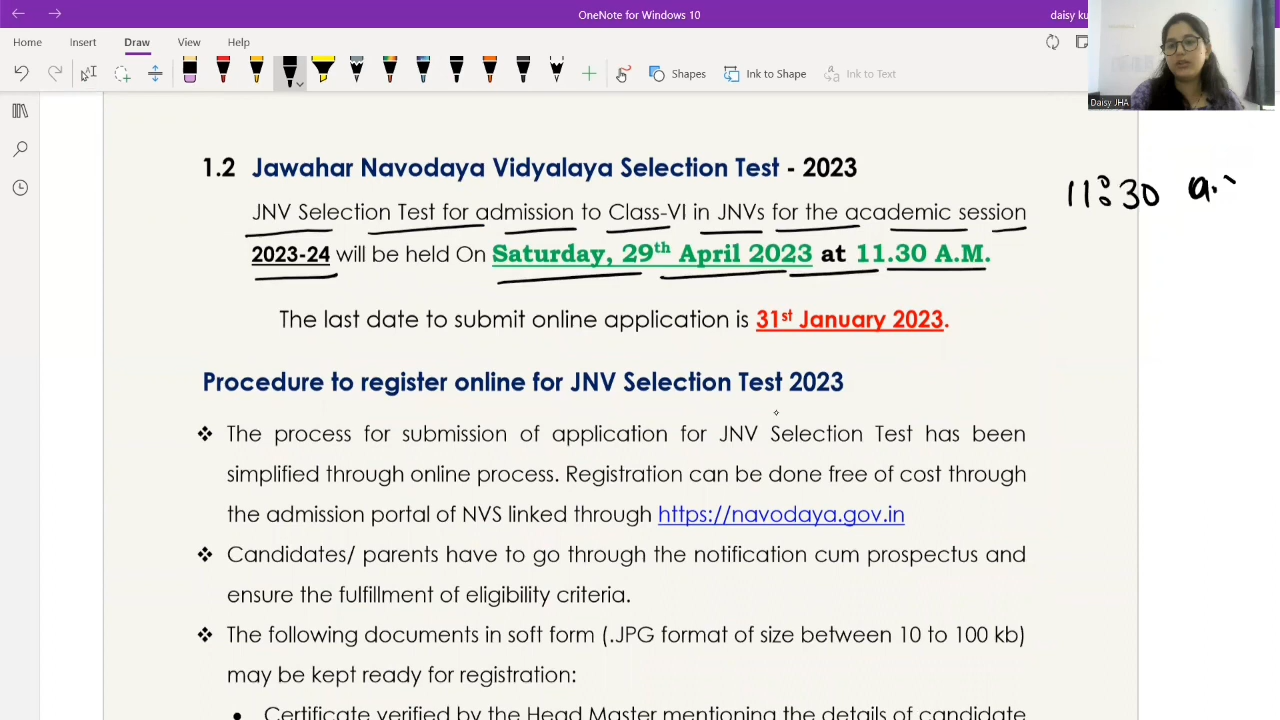 OneNote for Windows 10
daisy ku
Home Insert Draw View Help
Shapes Ink to Shape Ink to Text
Daisy JHA
11:30 a.
1.2 Jawahar Navodaya Vidyalaya Selection Test - 2023
JNV Selection Test for admission to Class-VI in JNVs for the academic session
2023-24 will be held On Saturday, 29th April 2023 at 11.30 A.M.
The last date to submit online application is 31st January 2023.
Procedure to register online for JNV Selection Test 2023
❖ The process for submission of application for JNV Selection Test has been
simplified through online process. Registration can be done free of cost through
the admission portal of NVS linked through https://navodaya.gov.in
❖ Candidates/ parents have to go through the notification cum prospectus and
ensure the fulfillment of eligibility criteria.
❖ The following documents in soft form (.JPG format of size between 10 to 100 kb)
may be kept ready for registration:
• Certificate verified by the Head Master mentioning the details of candidate